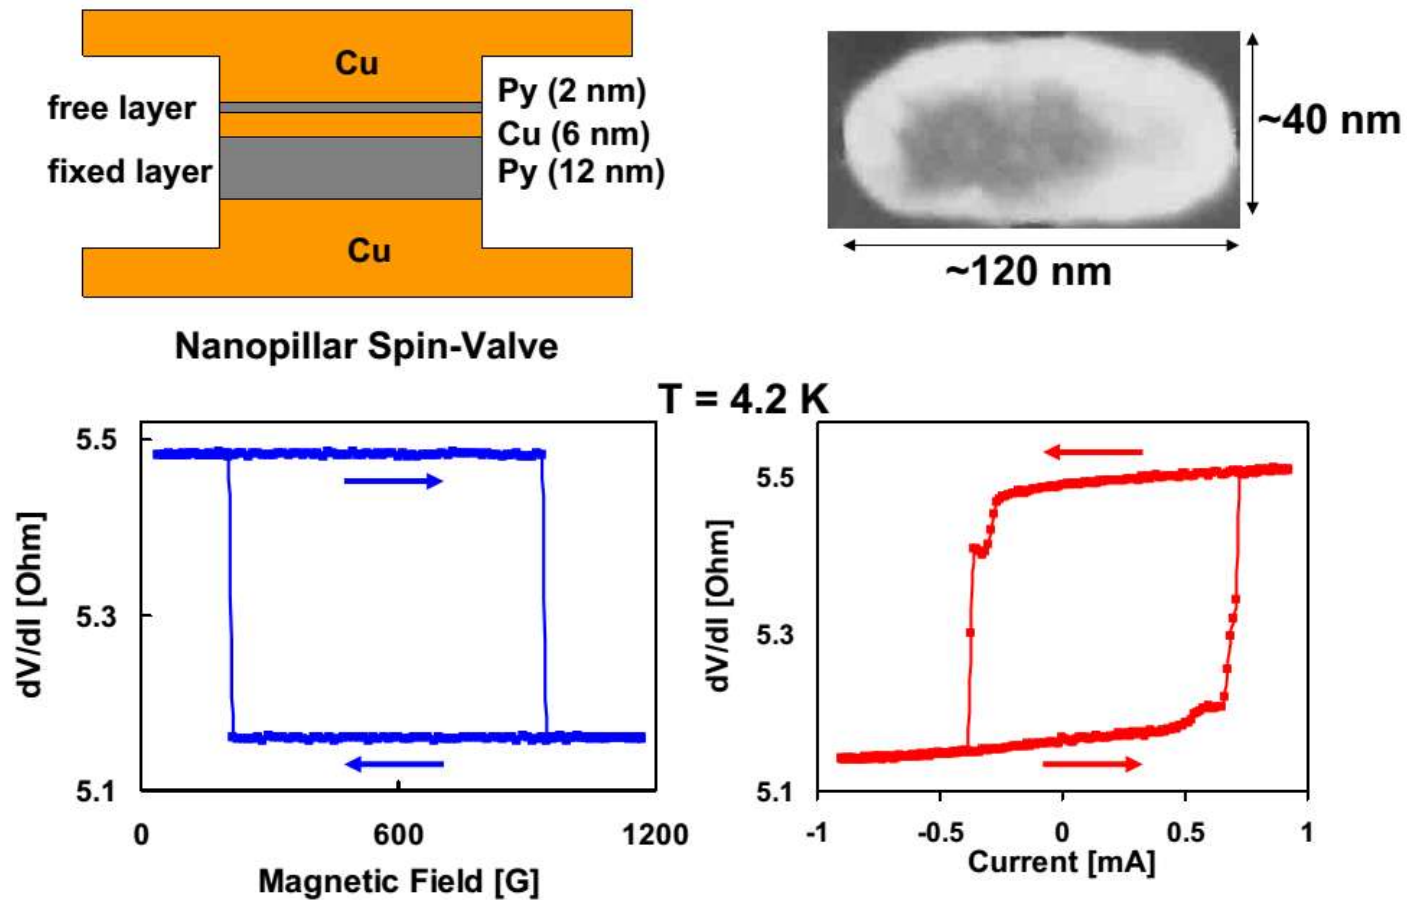 Cu
free layer
Py (2 nm)
Cu (6 nm)
fixed layer
Py (12 nm)
Cu
~40 nm
~120 nm
Nanopillar Spin-Valve
T = 4.2 K
dV/dI [Ohm]
5.5
5.3
5.1
0
600
1200
Magnetic Field [G]
dV/dI [Ohm]
5.5
5.3
5.1
-1
-0.5
0
0.5
1
Current [mA]